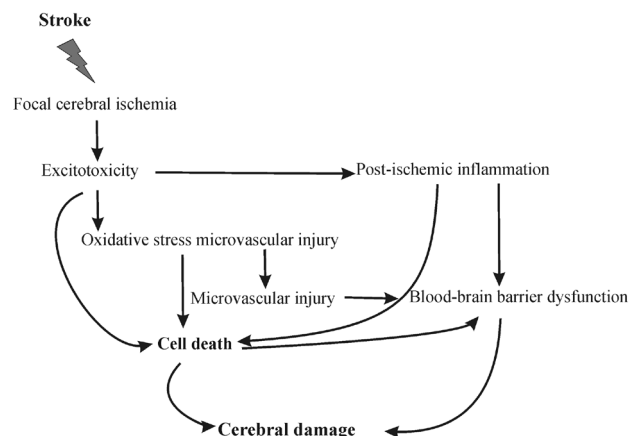 Stroke
Focal cerebral ischemia
Excitotoxicity
Post-ischemic inflammation
Oxidative stress microvascular injury
Microvascular injury
Blood-brain barrier dysfunction
Cell death
Cerebral damage